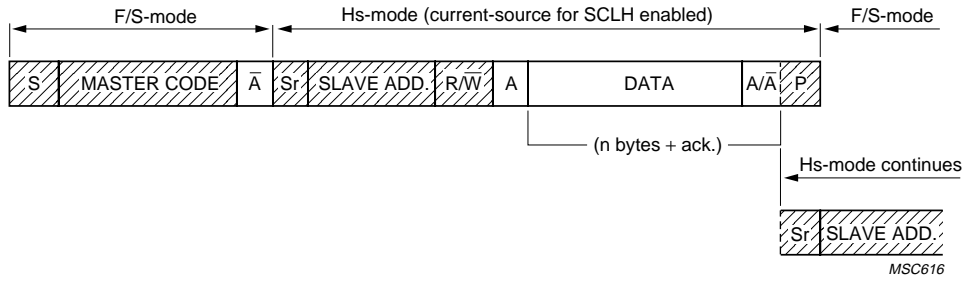 F/S-mode Hs-mode (current-source for SCLH enabled) F/S-mode
S MASTER CODE A̅ Sr SLAVE ADD. R/W̅ A DATA A/A̅ P
(n bytes + ack.)
Hs-mode continues
Sr SLAVE ADD.
MSC616